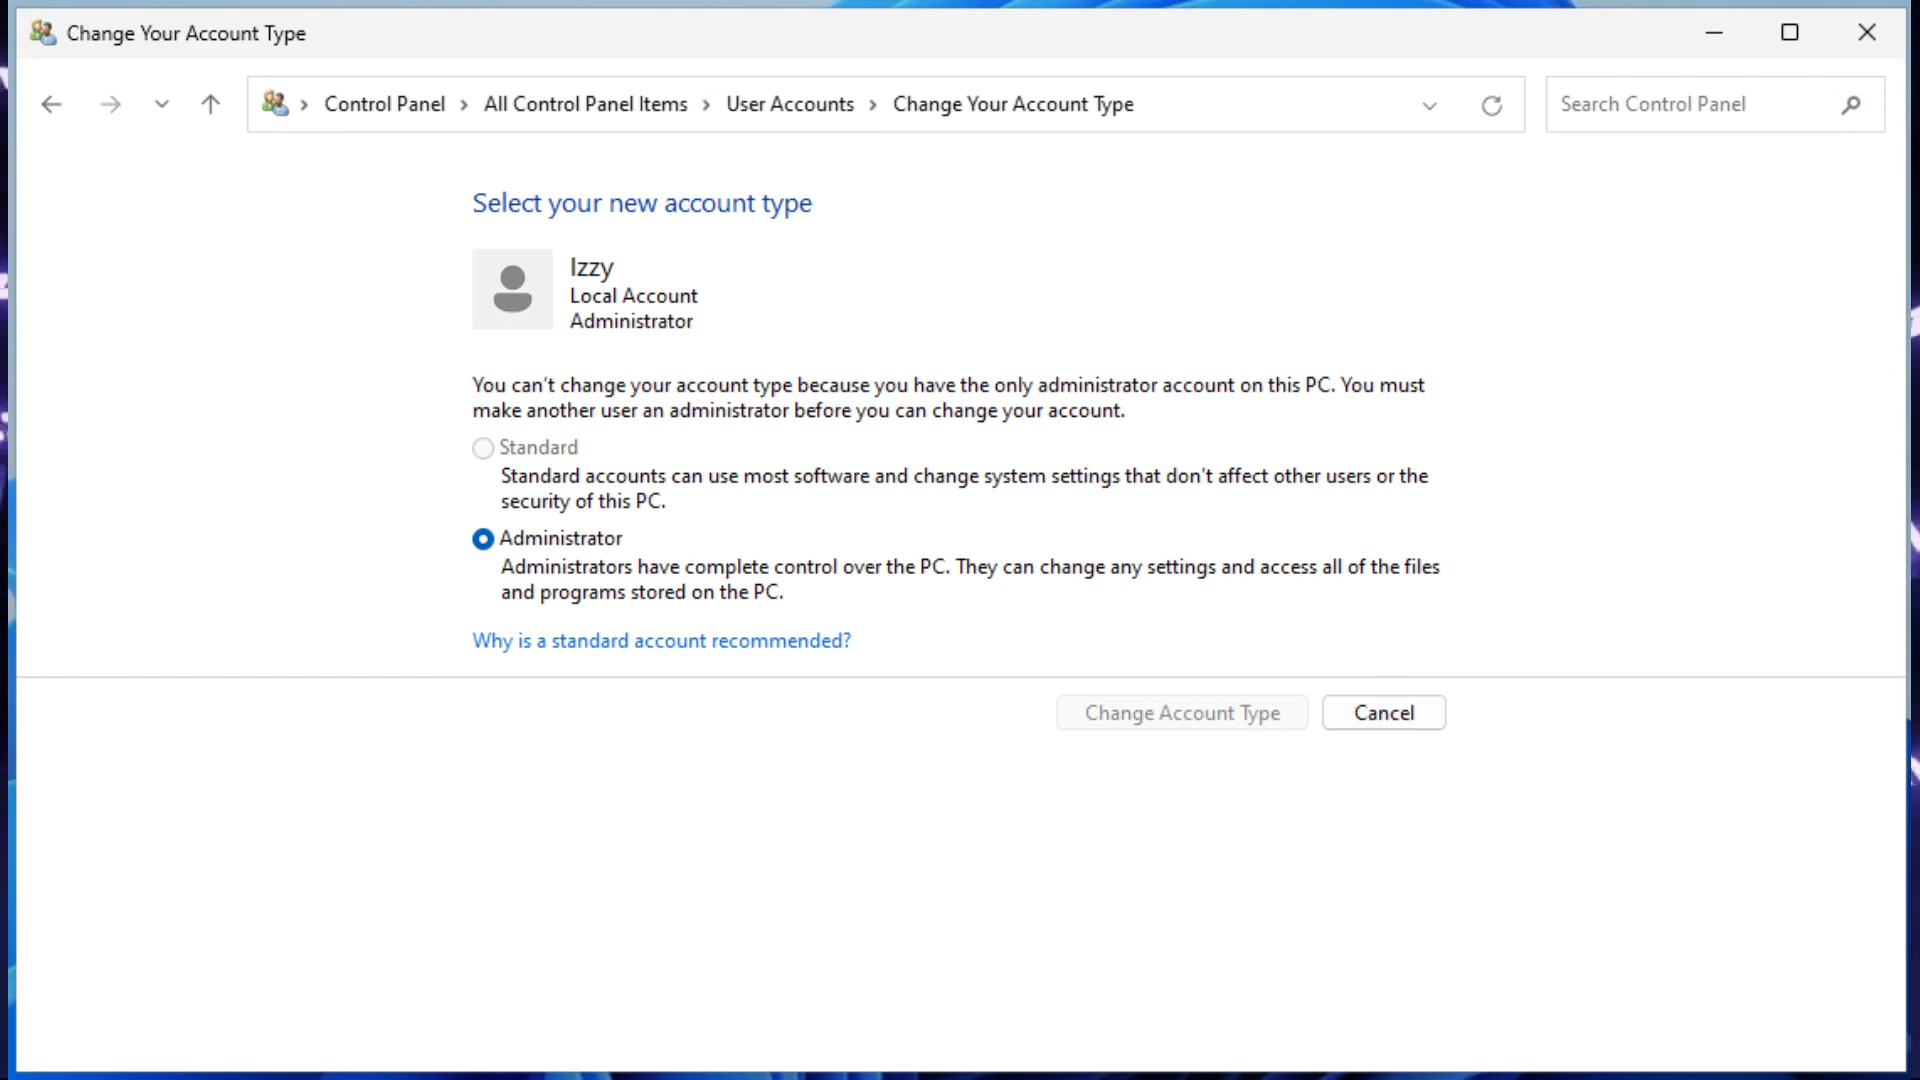 Change Your Account Type
Control Panel > All Control Panel Items > User Accounts > Change Your Account Type
Search Control Panel
Select your new account type
Izzy
Local Account
Administrator
You can't change your account type because you have the only administrator account on this PC. You must
make another user an administrator before you can change your account.
Standard
Standard accounts can use most software and change system settings that don't affect other users or the
security of this PC.
Administrator
Administrators have complete control over the PC. They can change any settings and access all of the files
and programs stored on the PC.
Why is a standard account recommended?
Change Account Type
Cancel